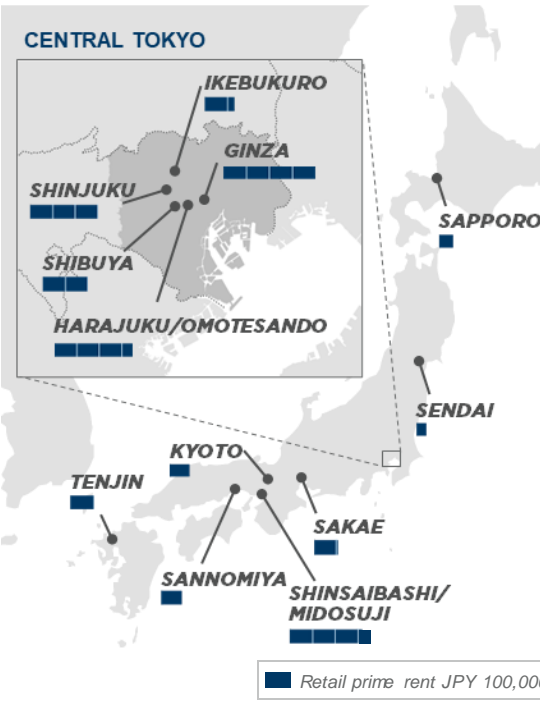 CENTRAL TOKYO
IKEBUKURO
GINZA
SHINJUKU
SHIBUYA
HARAJUKU/OMOTESANDO
SAPPORO
SENDAI
KYOTO
TENJIN
SAKAE
SANNOMIYA
SHINSAIBASHI/
MIDOSUJI
Retail prime rent JPY 100,000